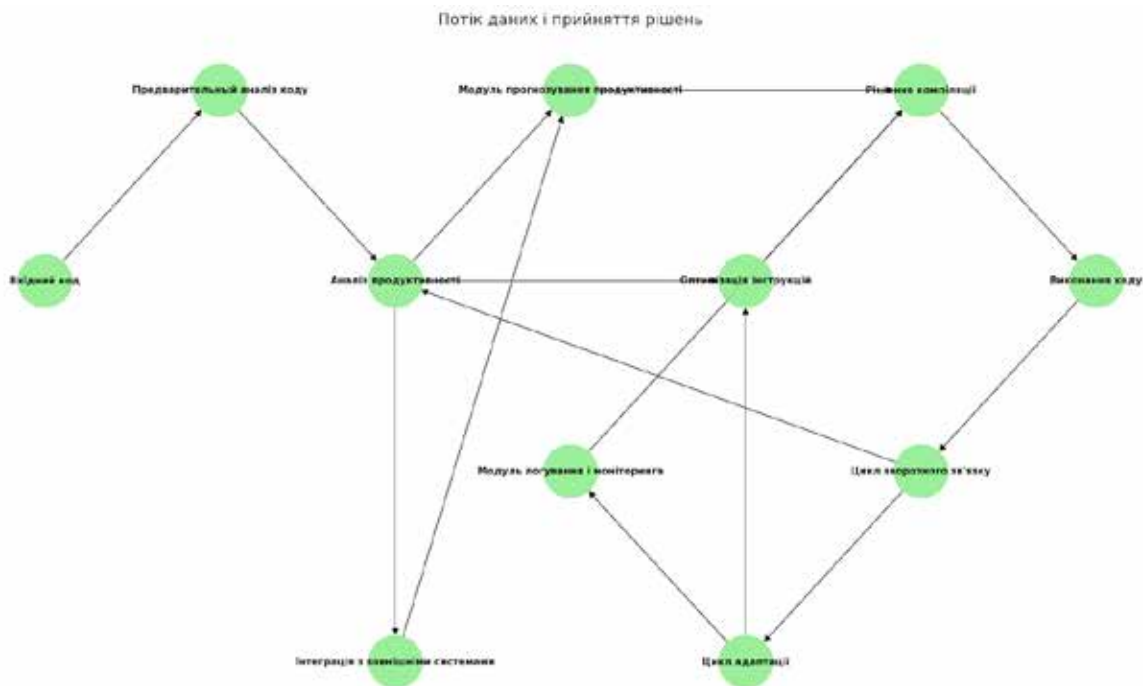 Потік даних і прийняття рішень
Предварительный аналіз коду
Модуль прогнозування продуктивності
Рішення компіляції
Вхідний код
Аналіз продуктивності
Оптимізація інструкцій
Виконання коду
Модуль логування і моніторинга
Цикл зворотного зв'язку
Інтеграція з зовнішніми системами
Цикл адаптації